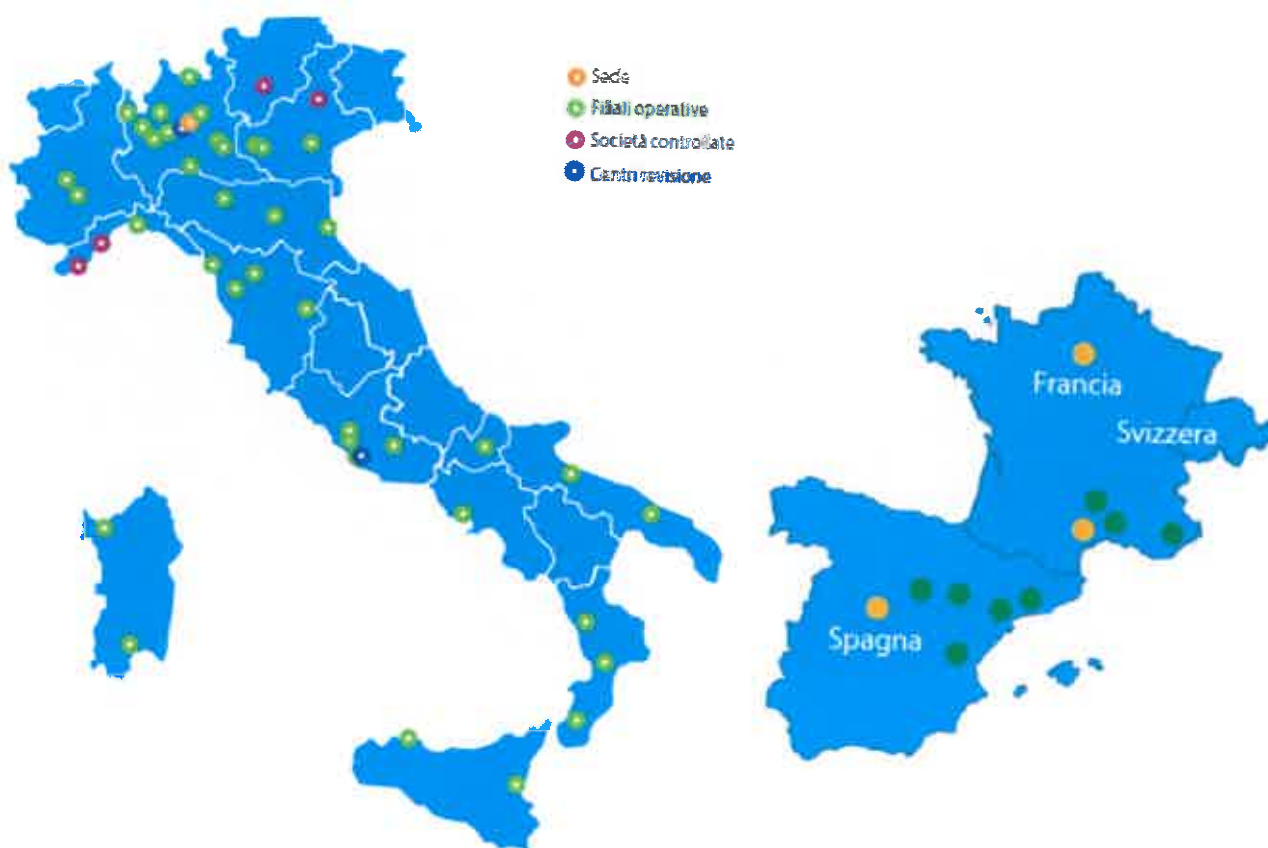 Sede
Filiali operative
Società controllate
Centri revisione
Francia
Svizzera
Spagna